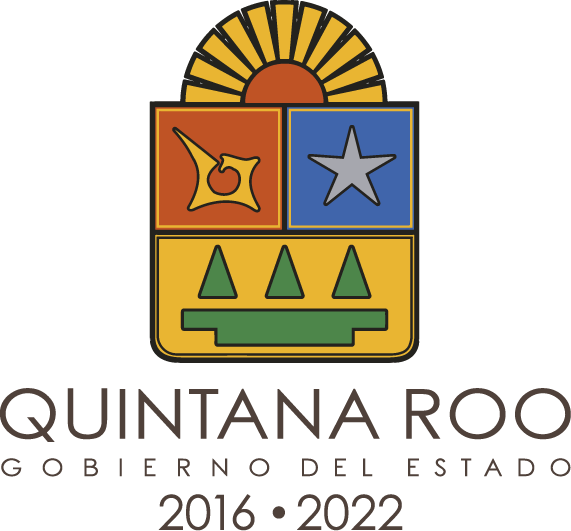 QUINTANA ROO
GOBIERNO DEL ESTADO
2016 • 2022